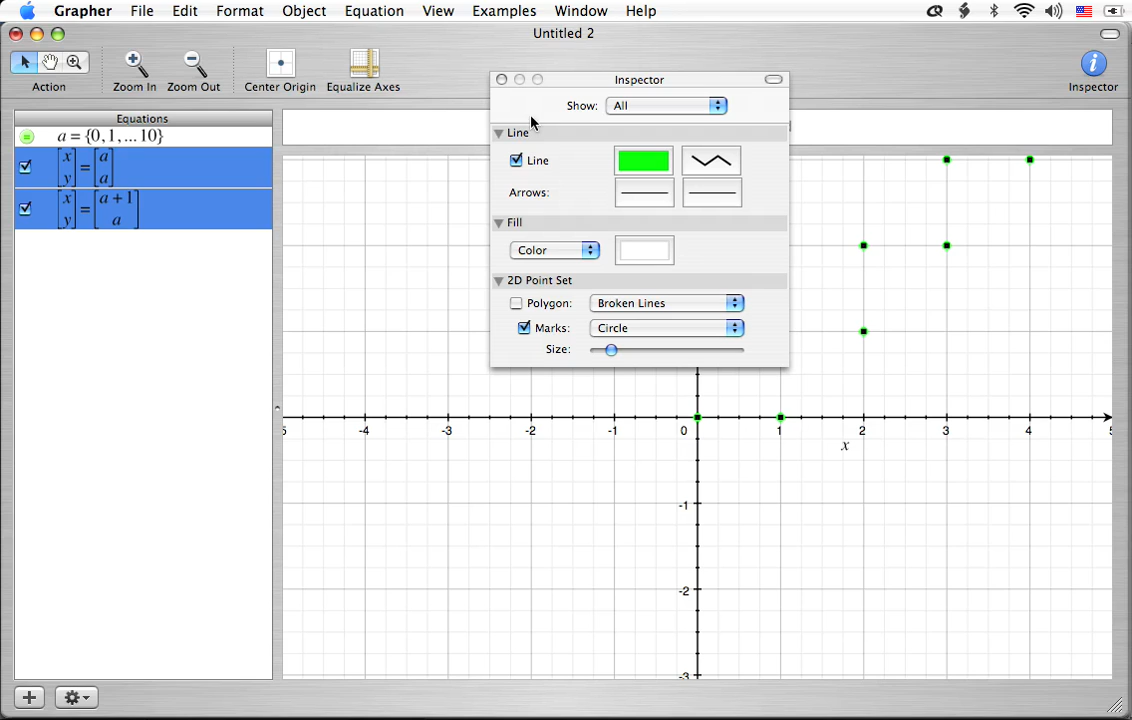 Grapher File Edit Format Object Equation View Examples Window Help
Untitled 2
Action Zoom In Zoom Out Center Origin Equalize Axes Inspector
Equations
a = {0,1,...10}
[x y] = [a a]
[x y] = [a+1 a]
Inspector
Show: All
Line
Line
Arrows:
Fill
Color
2D Point Set
Polygon: Broken Lines
Marks: Circle
Size:
5 -4 -3 -2 -1 0 1 2 3 4 5
x
-1
-2
-3